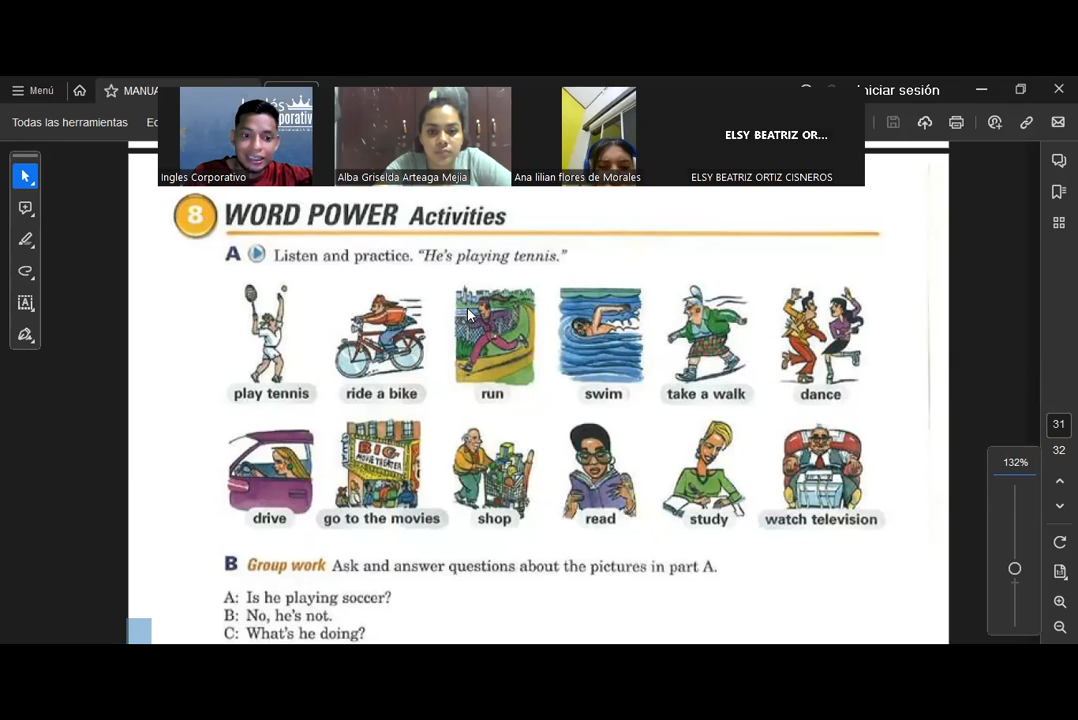 Menú
MANUA
Iniciar sesión
Todas las herramientas
Ingles Corporativo
Alba Griselda Arteaga Mejia
Ana lilian flores de Morales
ELSY BEATRIZ OR...
ELSY BEATRIZ ORTIZ CISNEROS
8 WORD POWER Activities
A Listen and practice. “He’s playing tennis.”
play tennis ride a bike run swim take a walk dance
BIG
MOVIE THEATER
drive go to the movies shop read study watch television
B Group work Ask and answer questions about the pictures in part A.
A: Is he playing soccer?
B: No, he’s not.
C: What’s he doing?
31
32
132%